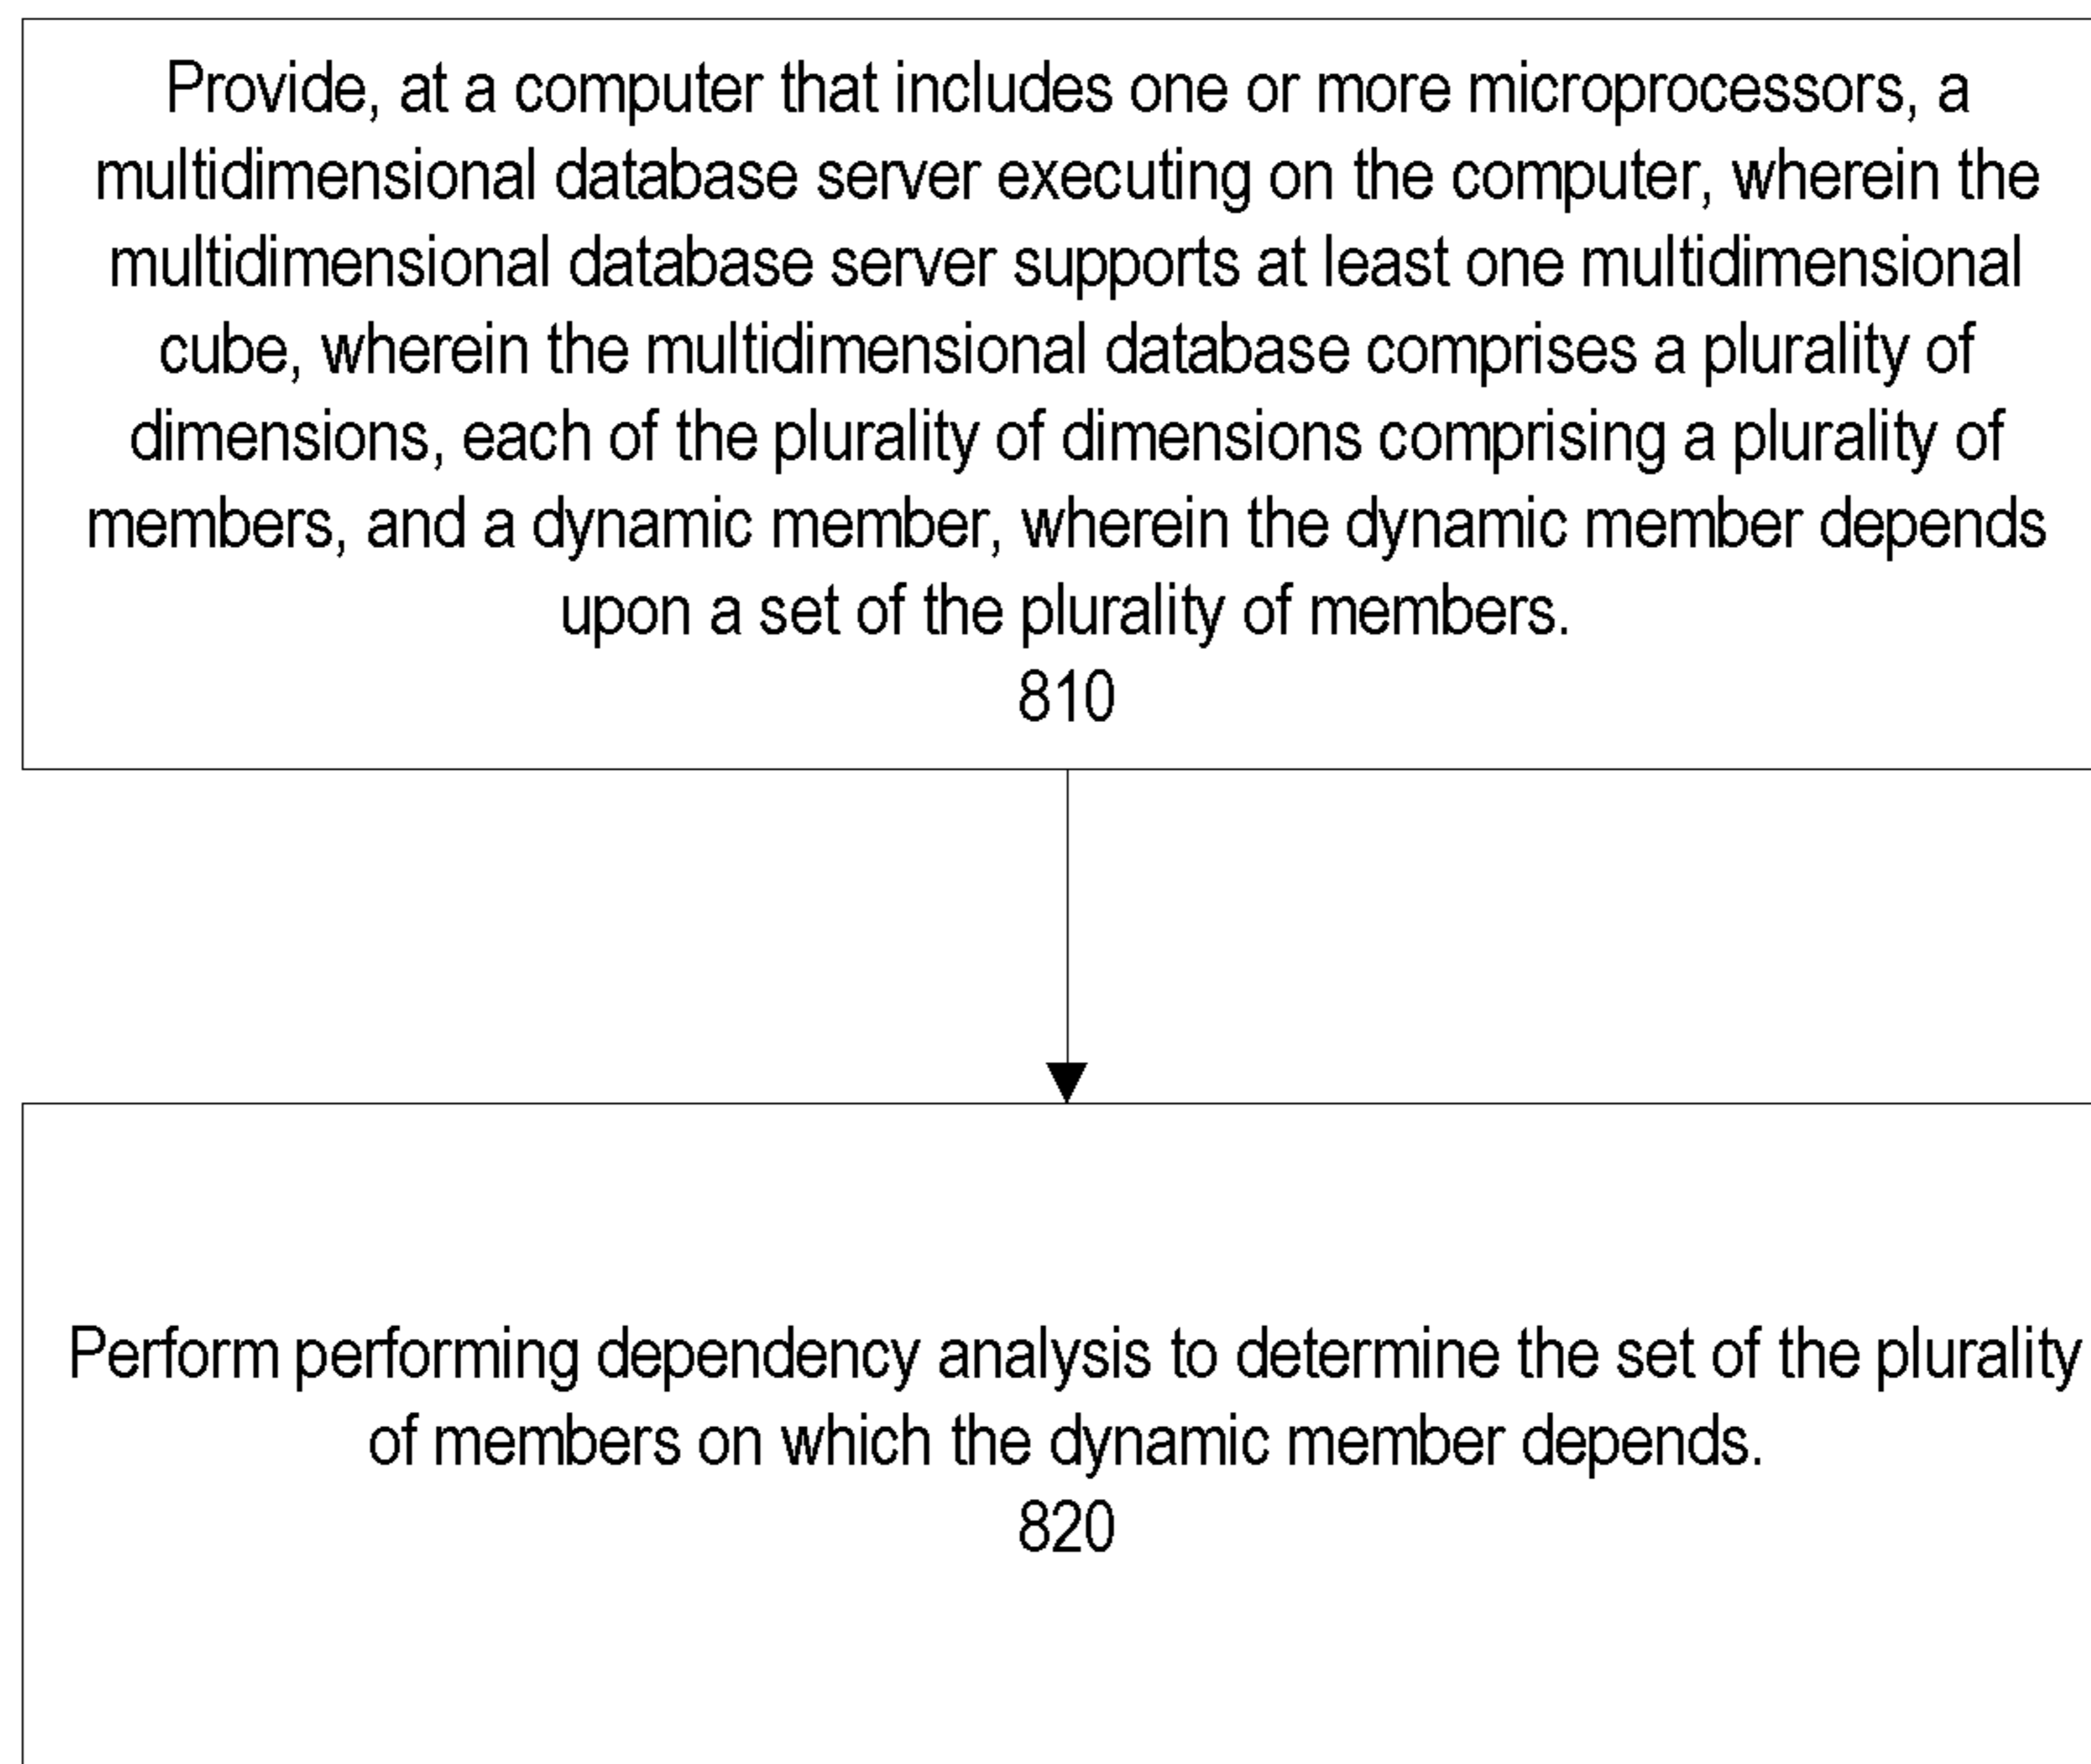 Provide, at a computer that includes one or more microprocessors, a
multidimensional database server executing on the computer, wherein the
multidimensional database server supports at least one multidimensional
cube, wherein the multidimensional database comprises a plurality of
dimensions, each of the plurality of dimensions comprising a plurality of
members, and a dynamic member, wherein the dynamic member depends
upon a set of the plurality of members.
810
Perform performing dependency analysis to determine the set of the plurality
of members on which the dynamic member depends.
820